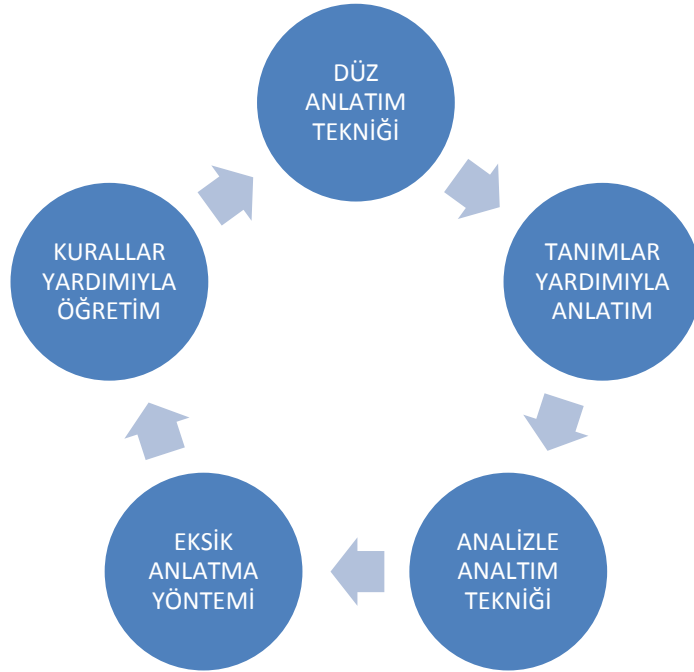 DÜZ
ANLATIM
TEKNİĞİ
TANIMLAR
YARDIMIYLA
ANLATIM
ANALİZLE
ANALTIM
TEKNİĞİ
EKSİK
ANLATMA
YÖNTEMİ
KURALLAR
YARDIMIYLA
ÖĞRETİM